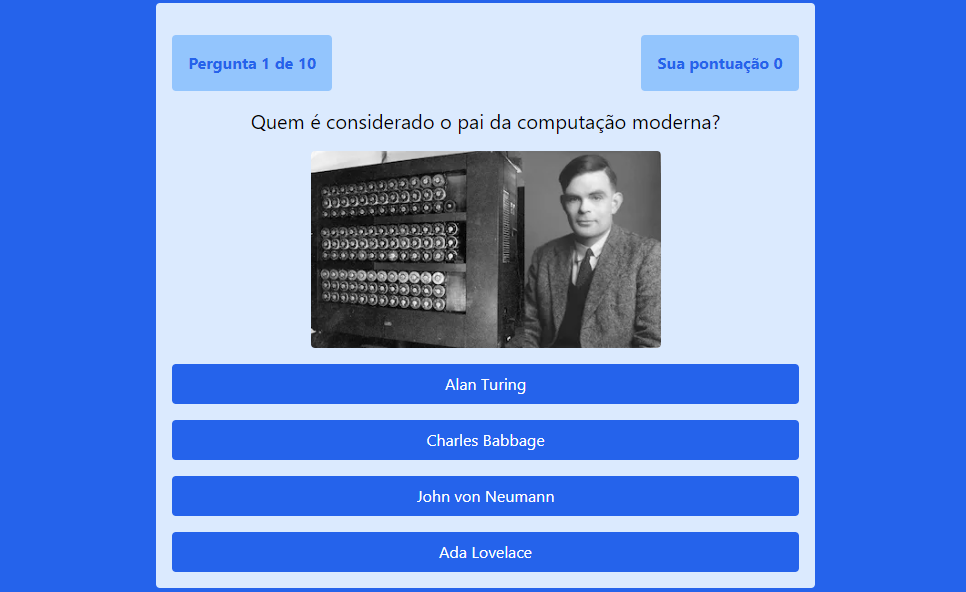 Pergunta 1 de 10
Sua pontuação 0
Quem é considerado o pai da computação moderna?
Alan Turing
Charles Babbage
John von Neumann
Ada Lovelace